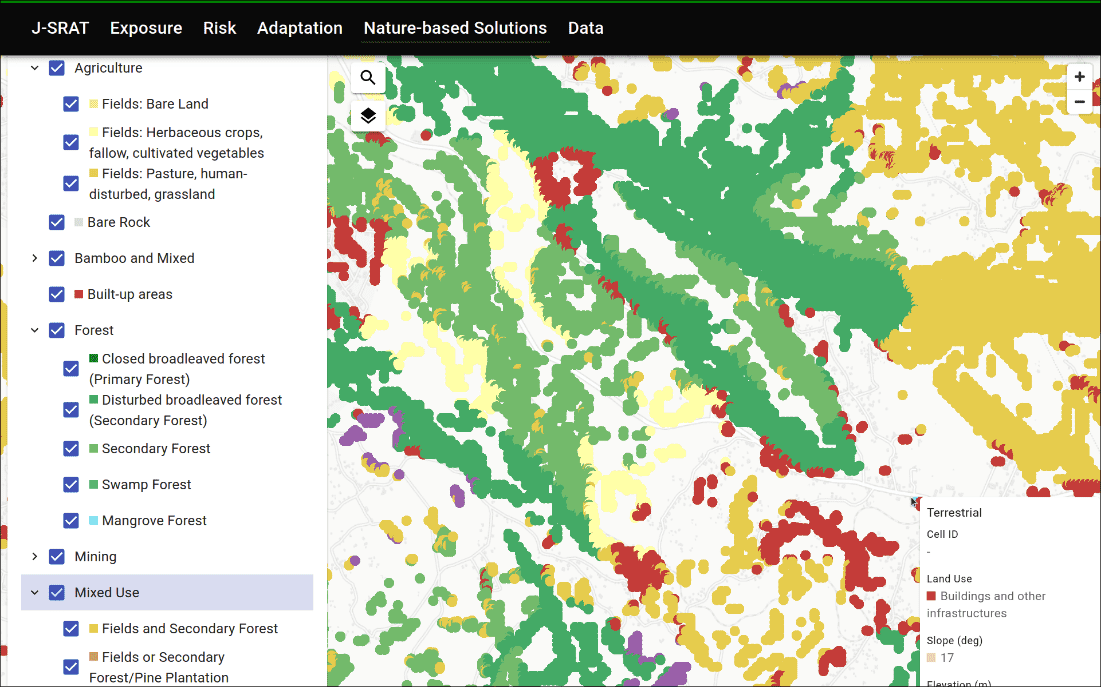 J-SRAT Exposure Risk Adaptation Nature-based Solutions Data
Agriculture
Fields: Bare Land
Fields: Herbaceous crops,
fallow, cultivated vegetables
Fields: Pasture, human-
disturbed, grassland
Bare Rock
Bamboo and Mixed
Built-up areas
Forest
Closed broadleaved forest
(Primary Forest)
Disturbed broadleaved forest
(Secondary Forest)
Secondary Forest
Swamp Forest
Mangrove Forest
Mining
Mixed Use
Fields and Secondary Forest
Fields or Secondary
Forest/Pine Plantation
+
−
Terrestrial
Cell ID
-
Land Use
Buildings and other
infrastructures
Slope (deg)
17
Elevation (m)